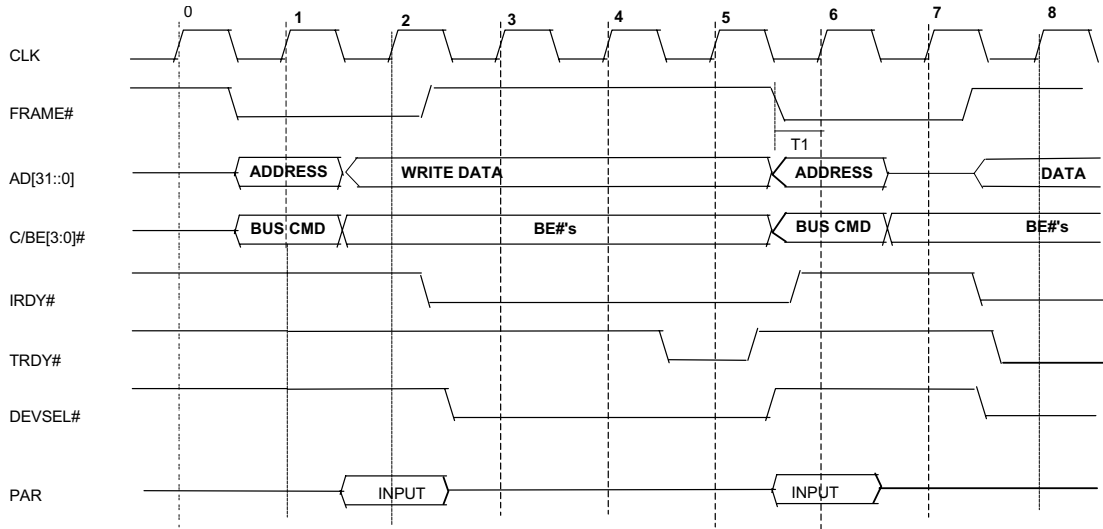 0 1 2 3 4 5 6 7 8
CLK
FRAME#
T1
AD[31::0] ADDRESS WRITE DATA ADDRESS DATA
C/BE[3:0]# BUS CMD BE#'s BUS CMD BE#'s
IRDY#
TRDY#
DEVSEL#
PAR INPUT INPUT